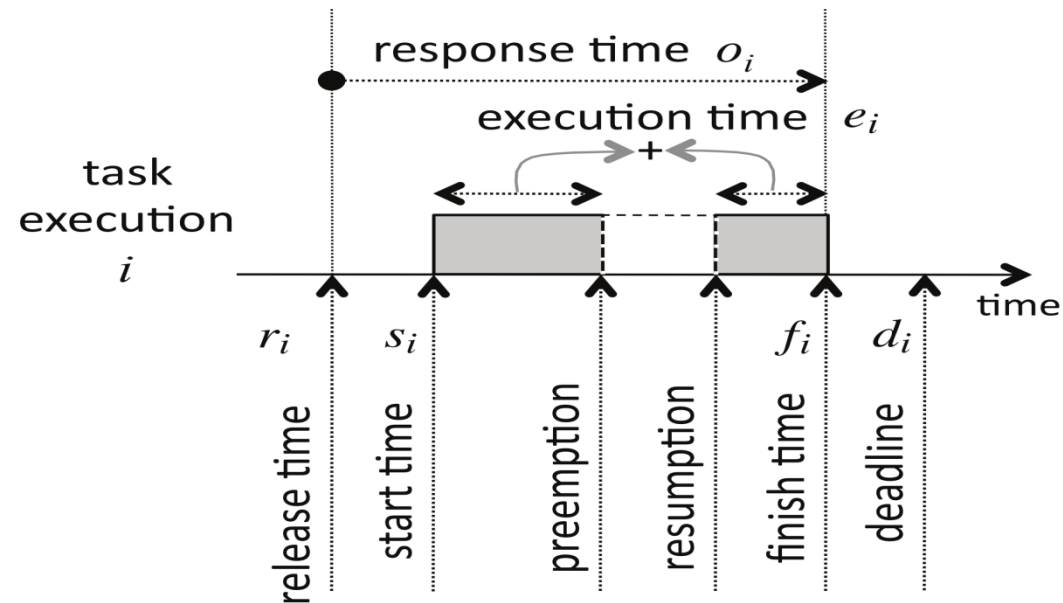 response time o_i
execution time e_i
+
task
execution
i
time
r_i
s_i
f_i
d_i
release time
start time
preemption
resumption
finish time
deadline